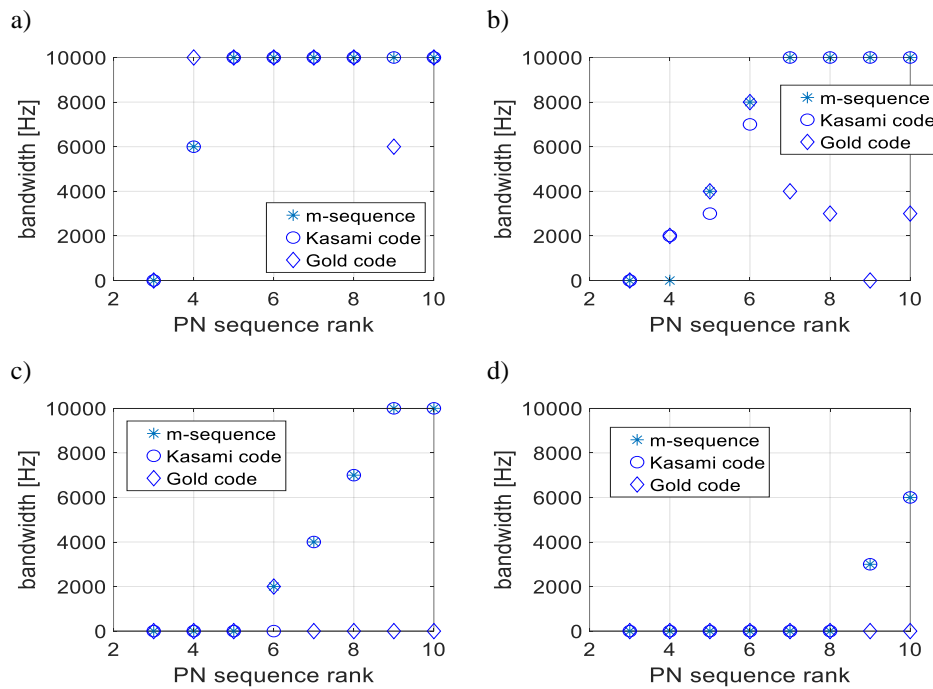 a)
bandwidth [Hz]
10000
8000
6000
4000
2000
0
m-sequence
Kasami code
Gold code
2 4 6 8 10
PN sequence rank
b)
bandwidth [Hz]
10000
8000
6000
4000
2000
0
m-sequence
Kasami code
Gold code
2 4 6 8 10
PN sequence rank
c)
bandwidth [Hz]
10000
8000
6000
4000
2000
0
m-sequence
Kasami code
Gold code
2 4 6 8 10
PN sequence rank
d)
bandwidth [Hz]
10000
8000
6000
4000
2000
0
m-sequence
Kasami code
Gold code
2 4 6 8 10
PN sequence rank